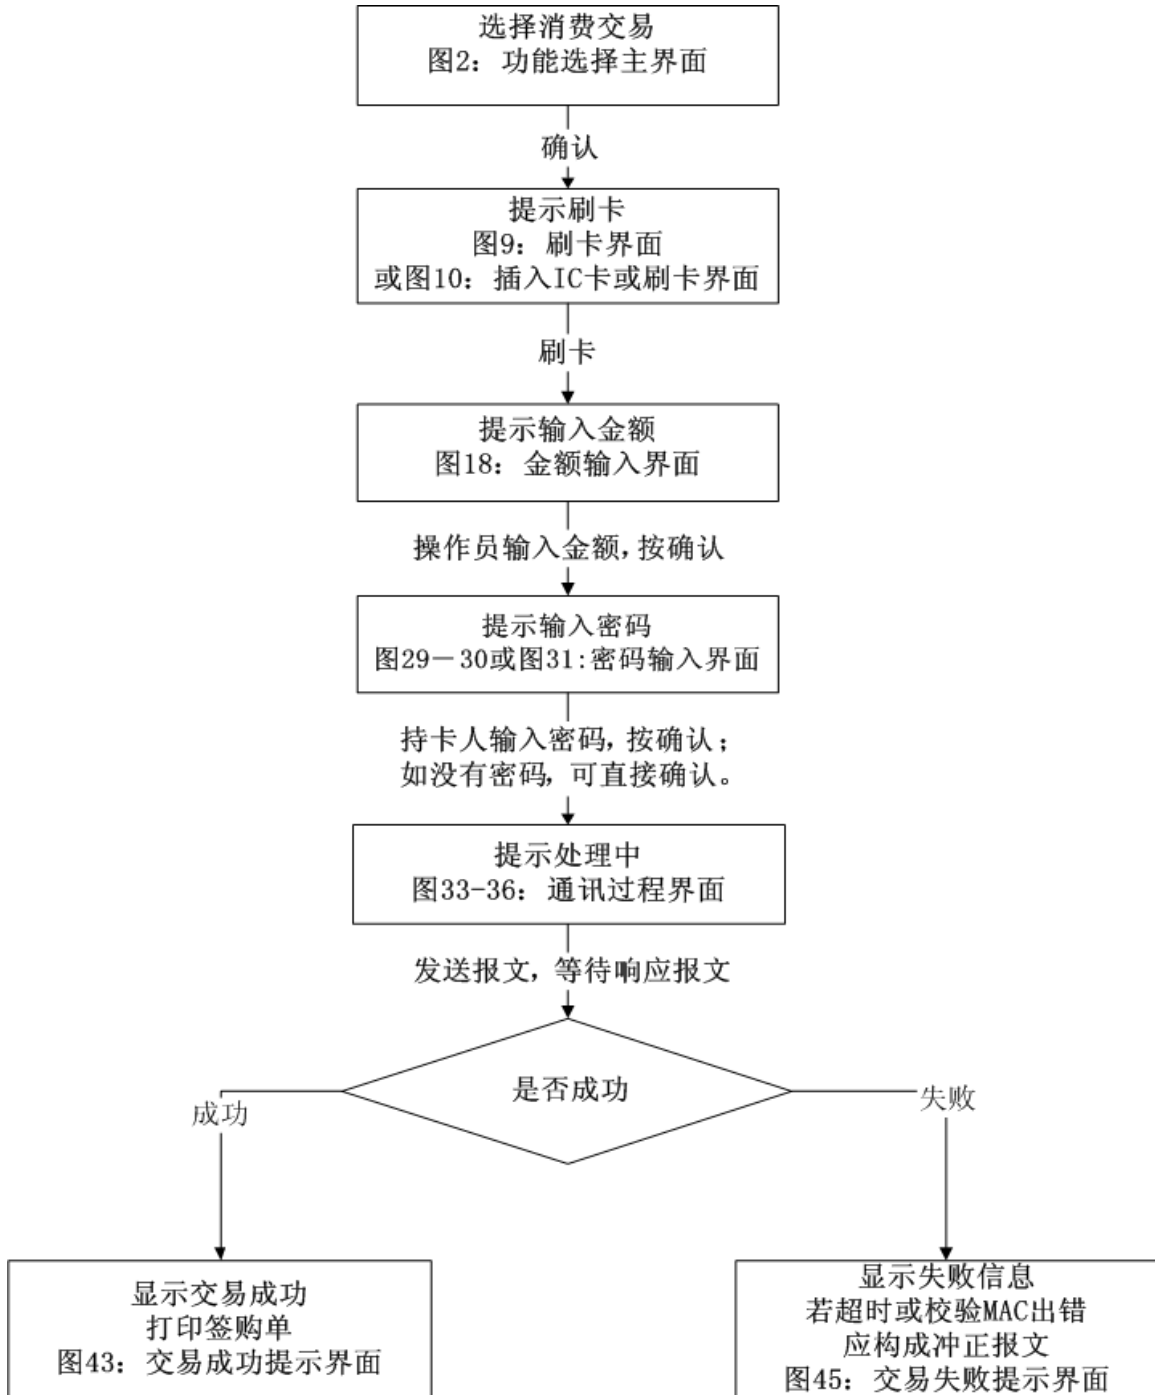 选择消费交易
图2：功能选择主界面
确认
提示刷卡
图9：刷卡界面
或图10：插入IC卡或刷卡界面
刷卡
提示输入金额
图18：金额输入界面
操作员输入金额，按确认
提示输入密码
图29－30或图31:密码输入界面
持卡人输入密码，按确认；
如没有密码，可直接确认。
提示处理中
图33-36：通讯过程界面
发送报文，等待响应报文
是否成功
成功
失败
显示交易成功
打印签购单
图43：交易成功提示界面
显示失败信息
若超时或校验MAC出错
应构成冲正报文
图45：交易失败提示界面